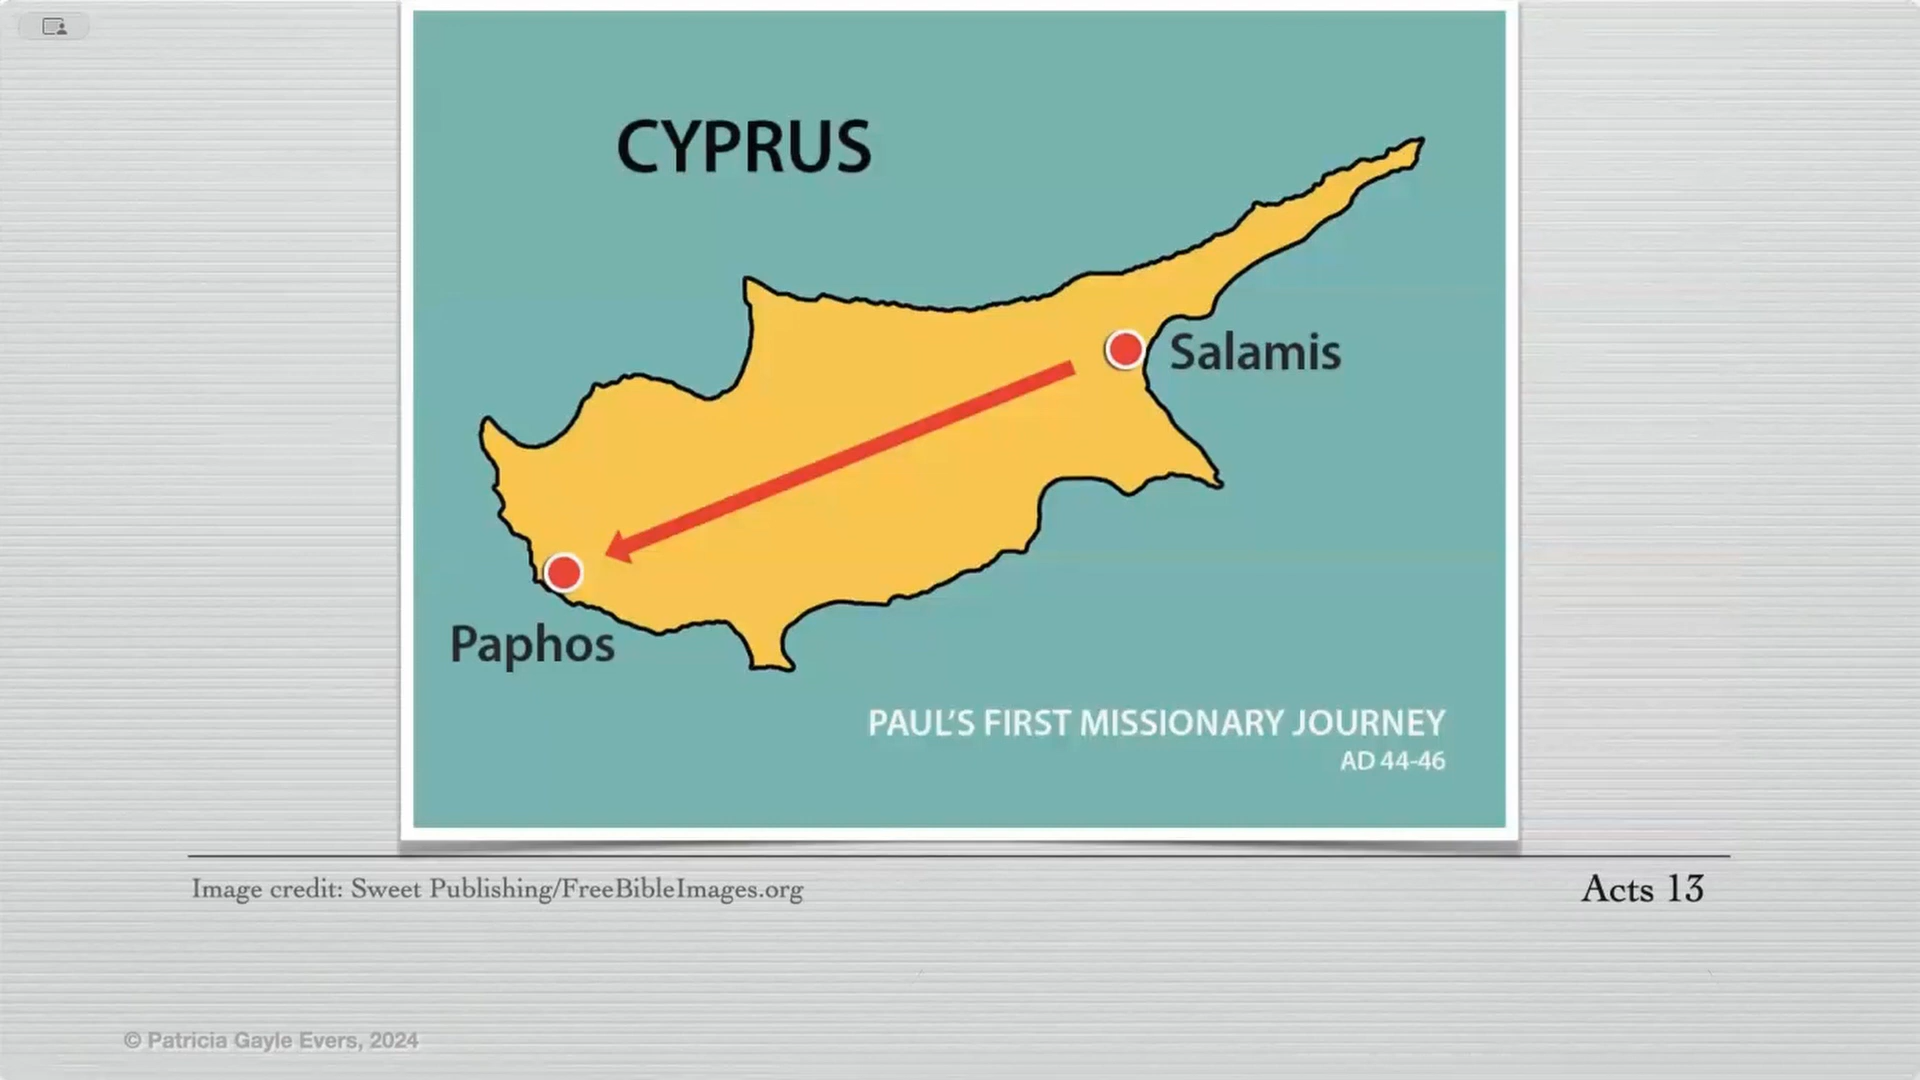 CYPRUS
Salamis
Paphos
PAUL'S FIRST MISSIONARY JOURNEY
AD 44-46
Image credit: Sweet Publishing/FreeBibleImages.org
Acts 13
© Patricia Gayle Evers, 2024